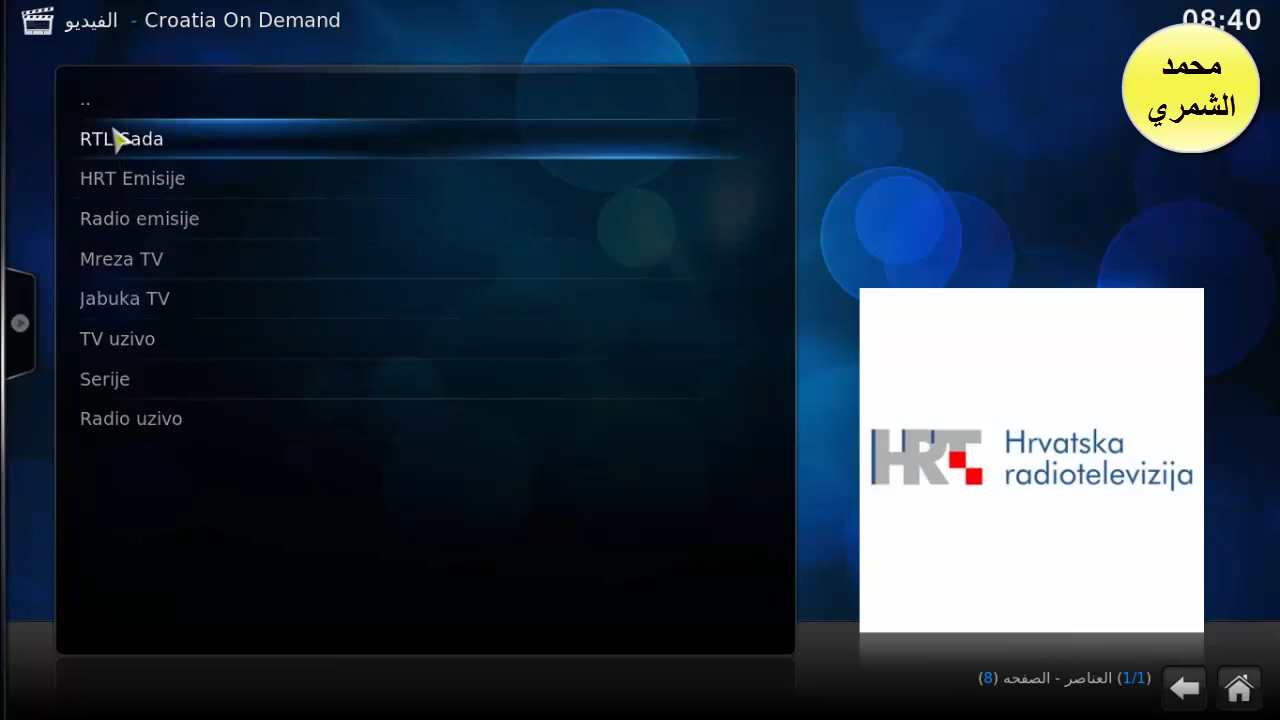 الفيديو - Croatia On Demand
08:40
محمد
الشمري
..
RTL Sada
HRT Emisije
Radio emisije
Mreza TV
Jabuka TV
TV uzivo
Serije
Radio uzivo
HRT Hrvatska
radiotelevizija
(8) العناصر - الصفحه (1/1)